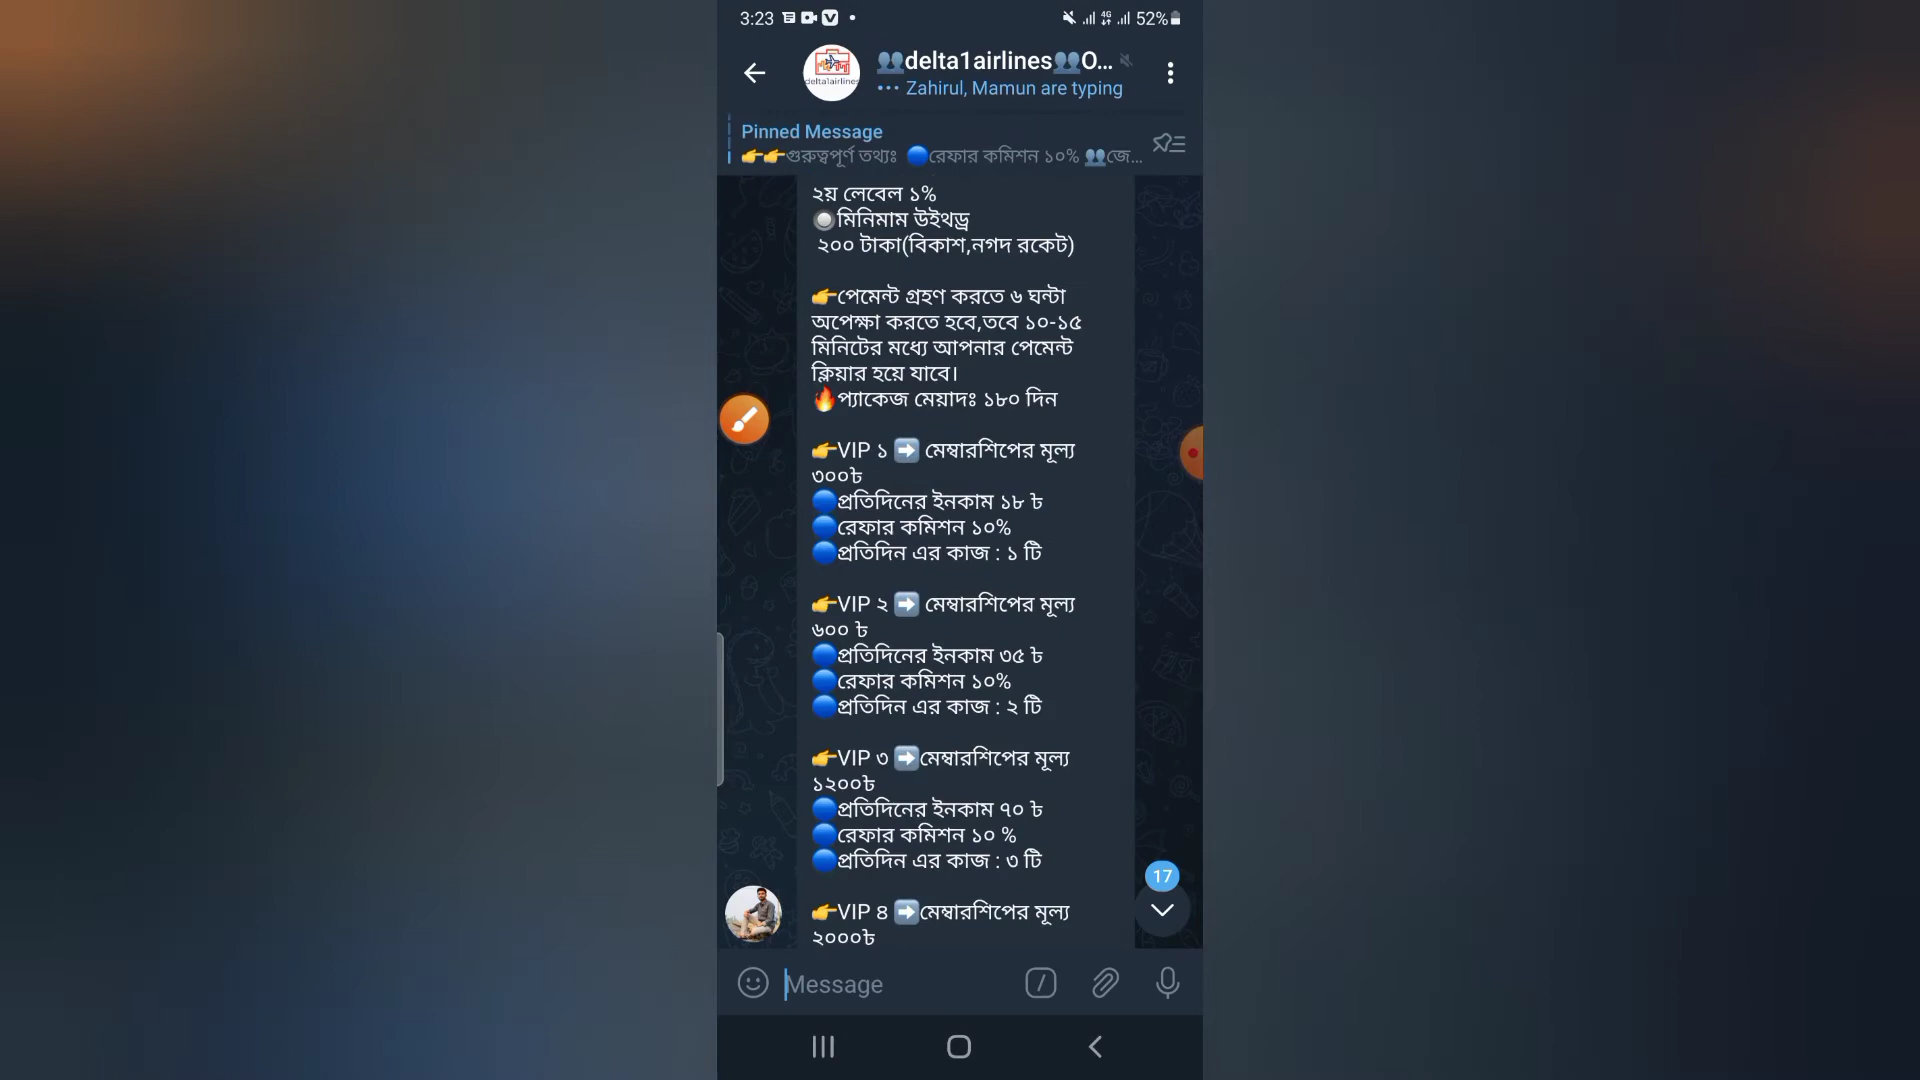 3:23
52%
👥delta1airlines👥O...
delta1airlines
Zahirul, Mamun are typing
Pinned Message
👉👉গুরুত্বপূর্ণ তথ্যঃ 🔵রেফার কমিশন ১০% 👥জে...
২য় লেবেল ১%
🔘মিনিমাম উইথড্র
২০০ টাকা(বিকাশ,নগদ রকেট)
👉পেমেন্ট গ্রহণ করতে ৬ ঘন্টা
অপেক্ষা করতে হবে,তবে ১০-১৫
মিনিটের মধ্যে আপনার পেমেন্ট
ক্লিয়ার হয়ে যাবে।
🔥প্যাকেজ মেয়াদঃ ১৮০ দিন
👉VIP ১ ➡️ মেম্বারশিপের মূল্য
৩০০৳
🔵প্রতিদিনের ইনকাম ১৮ ৳
🔵রেফার কমিশন ১০%
🔵প্রতিদিন এর কাজ : ১ টি
👉VIP ২ ➡️ মেম্বারশিপের মূল্য
৬০০ ৳
🔵প্রতিদিনের ইনকাম ৩৫ ৳
🔵রেফার কমিশন ১০%
🔵প্রতিদিন এর কাজ : ২ টি
👉VIP ৩ ➡️মেম্বারশিপের মূল্য
১২০০৳
🔵প্রতিদিনের ইনকাম ৭০ ৳
🔵রেফার কমিশন ১০ %
🔵প্রতিদিন এর কাজ : ৩ টি
17
👉VIP ৪ ➡️মেম্বারশিপের মূল্য
২০০০৳
Message